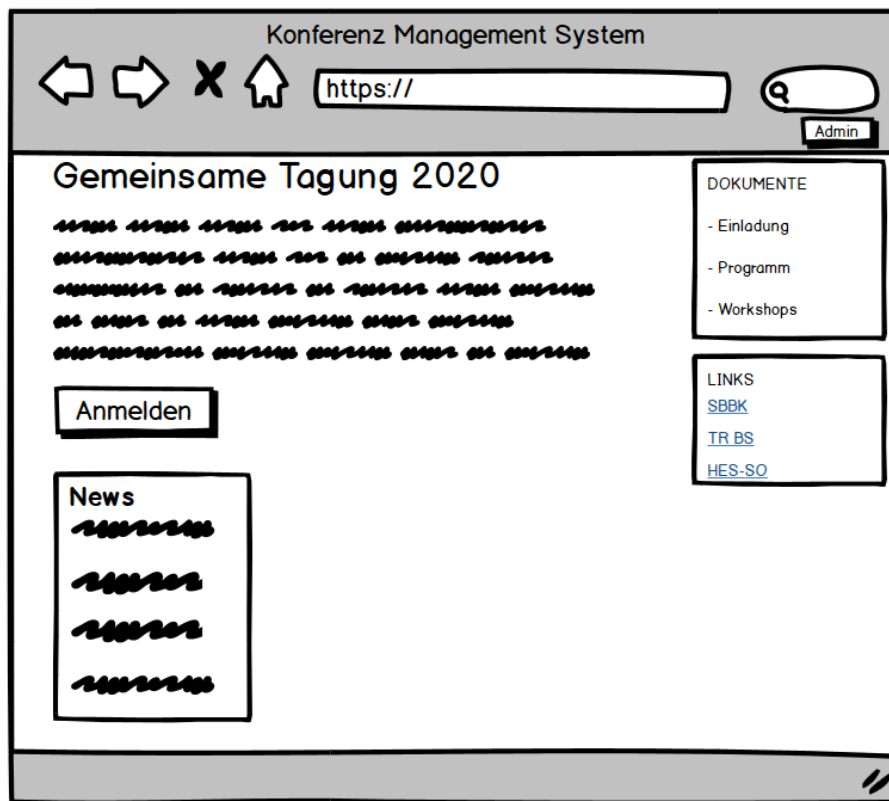 Konferenz Management System
https://
Admin
Gemeinsame Tagung 2020
Anmelden
News
DOKUMENTE
- Einladung
- Programm
- Workshops
LINKS
SBBK
TR BS
HES-SO